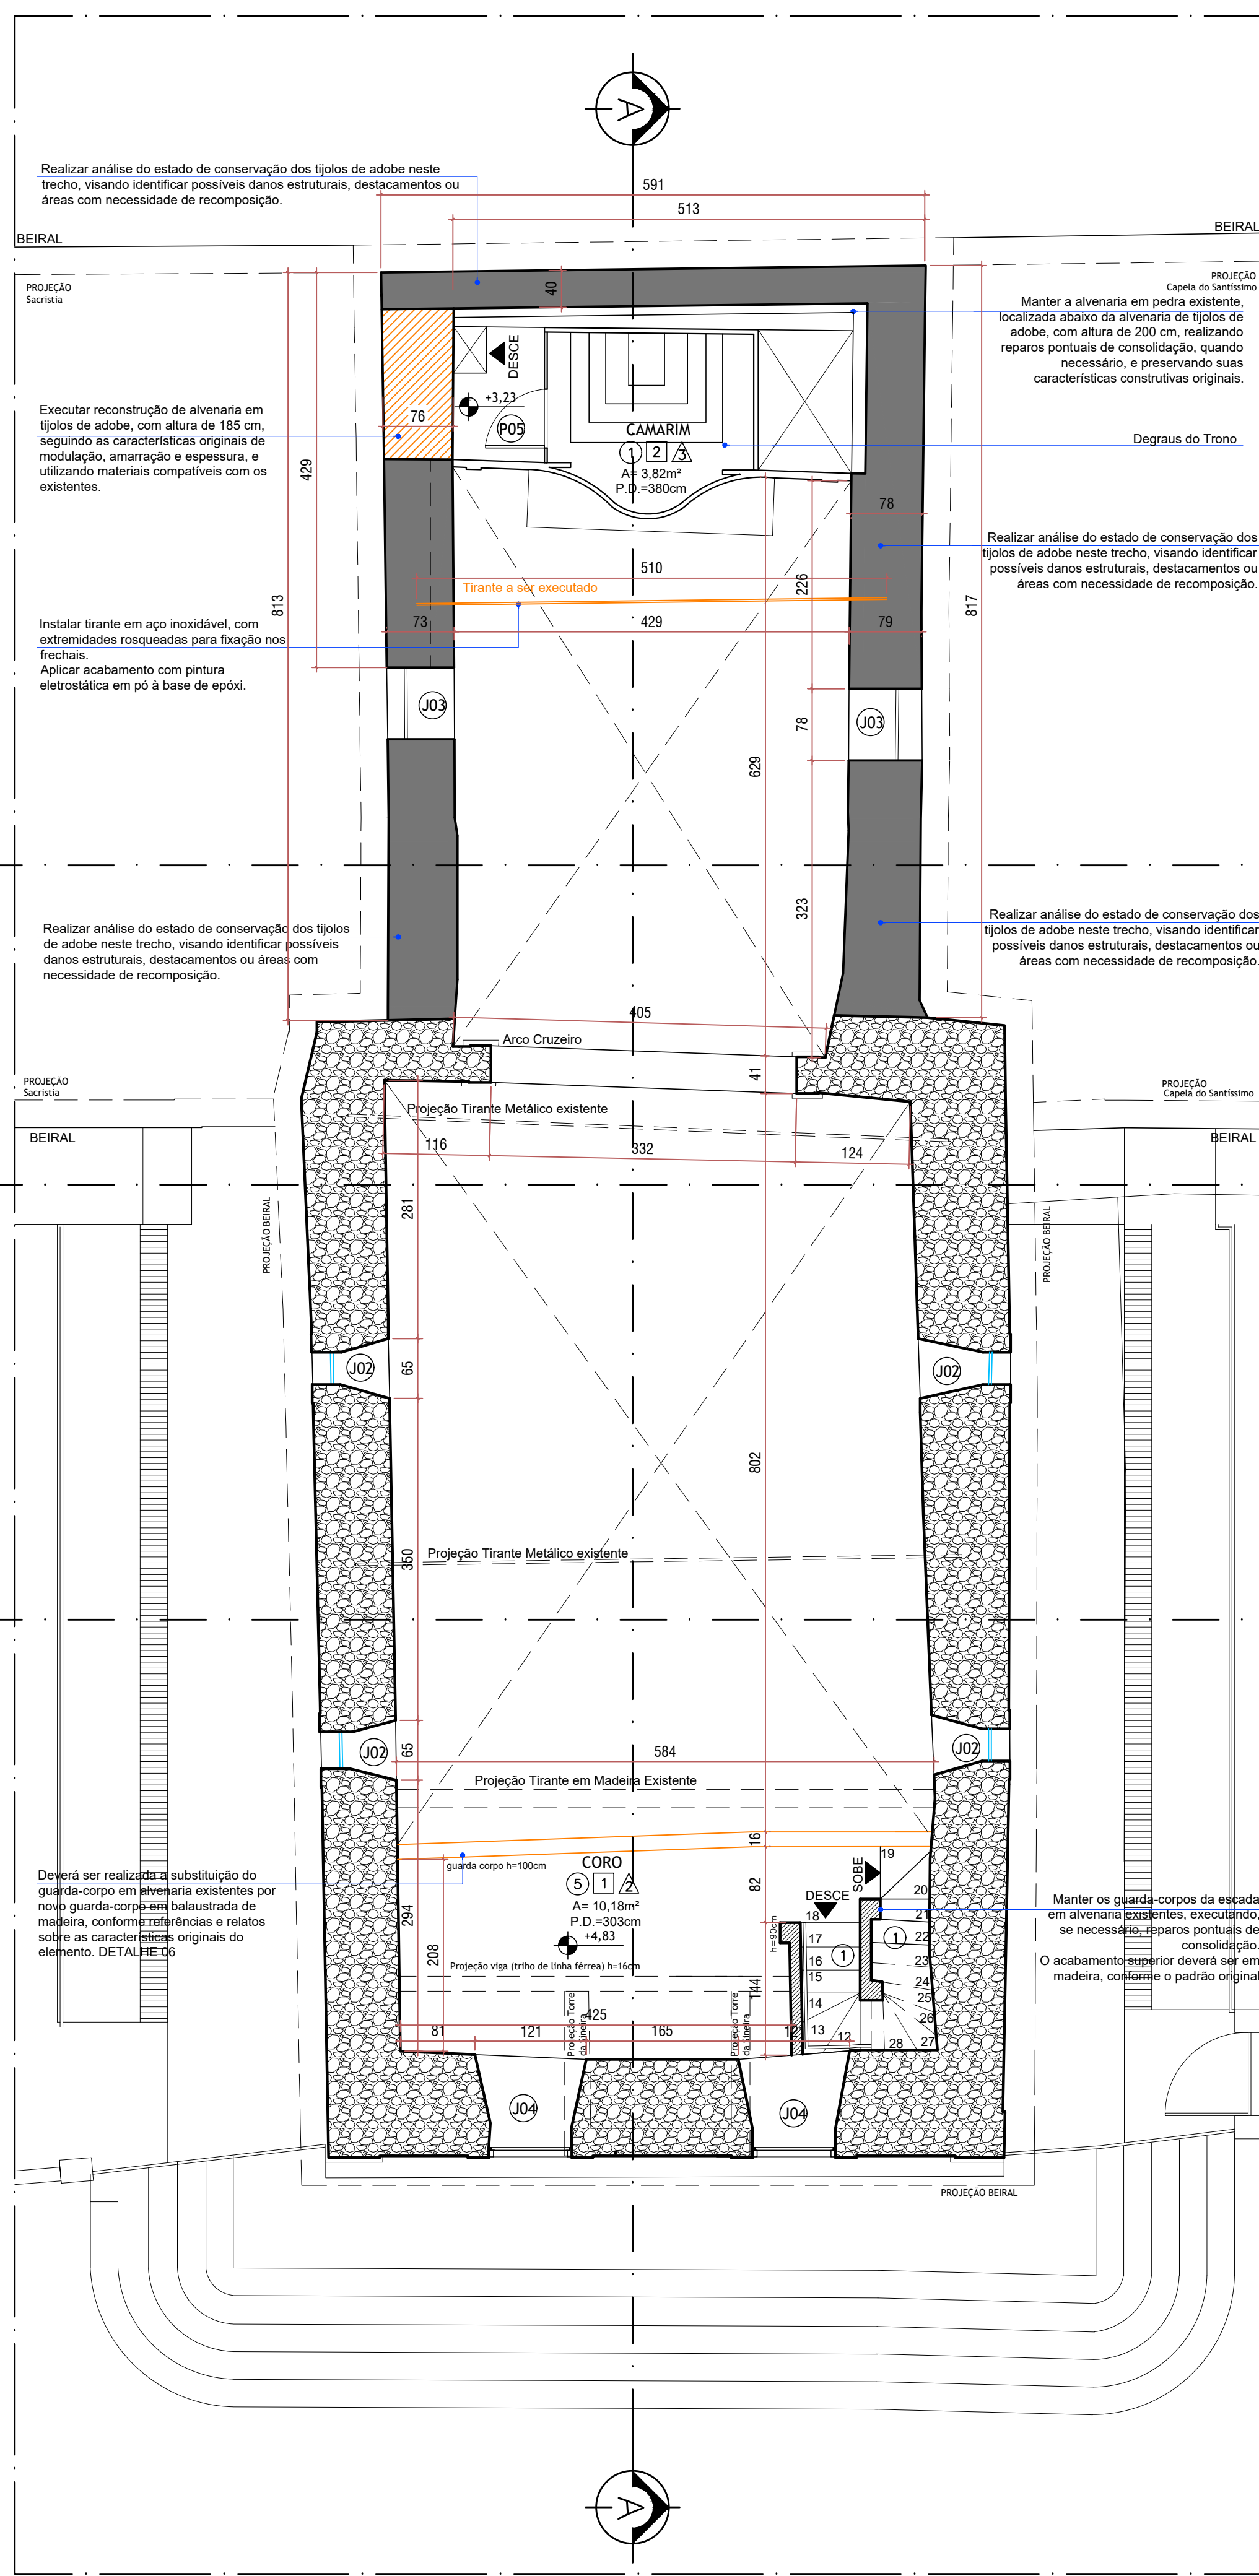 A
Realizar análise do estado de conservação dos tijolos de adobe neste
trecho, visando identificar possíveis danos estruturais, destacamentos ou
áreas com necessidade de recomposição.
591
513
BEIRAL
BEIRAL
PROJEÇÃO
Sacristia
PROJEÇÃO
Capela do Santíssimo
40
Manter a alvenaria em pedra existente,
localizada abaixo da alvenaria de tijolos de
adobe, com altura de 200 cm, realizando
reparos pontuais de consolidação, quando
necessário, e preservando suas
características construtivas originais.
DESCE
+3,23
P05
76
CAMARIM
1 2 3
A= 3,82m²
P.D.=380cm
Degraus do Trono
Executar reconstrução de alvenaria em
tijolos de adobe, com altura de 185 cm,
seguindo as características originais de
modulação, amarração e espessura, e
utilizando materiais compatíveis com os
existentes.
429
78
Realizar análise do estado de conservação dos
tijolos de adobe neste trecho, visando identificar
possíveis danos estruturais, destacamentos ou
áreas com necessidade de recomposição.
510
226
Tirante a ser executado
813
817
73
429
79
Instalar tirante em aço inoxidável, com
extremidades rosqueadas para fixação nos
frechais.
Aplicar acabamento com pintura
eletrostática em pó à base de epóxi.
J03
J03
78
629
323
Realizar análise do estado de conservação dos tijolos
de adobe neste trecho, visando identificar possíveis
danos estruturais, destacamentos ou áreas com
necessidade de recomposição.
Realizar análise do estado de conservação dos
tijolos de adobe neste trecho, visando identificar
possíveis danos estruturais, destacamentos ou
áreas com necessidade de recomposição.
405
Arco Cruzeiro
41
PROJEÇÃO
Sacristia
PROJEÇÃO
Capela do Santíssimo
Projeção Tirante Metálico existente
BEIRAL
BEIRAL
116
332
124
281
PROJEÇÃO BEIRAL
PROJEÇÃO BEIRAL
J02
65
J02
802
350
Projeção Tirante Metálico existente
J02
65
584
J02
Projeção Tirante em Madeira Existente
16
guarda corpo h=100cm
CORO
5 1 2
A= 10,18m²
P.D.=303cm
+4,83
Projeção viga (trilho de linha férrea) h=16cm
82
294
208
Deverá ser realizada a substituição do
guarda-corpo em alvenaria existentes por
novo guarda-corpo em balaustrada de
madeira, conforme referências e relatos
sobre as características originais do
elemento. DETALHE 06
SOBE
19
DESCE
18
20
21
17
1
1
22
16
23
15
24
25
14
26
13
12
28
27
h=90cm
144
Manter os guarda-corpos da escada
em alvenaria existentes, executando,
se necessário, reparos pontuais de
consolidação.
O acabamento superior deverá ser em
madeira, conforme o padrão original
Projeção Torre
da Sineira
Projeção Torre
da Sineira
425
81
121
165
12
J04
J04
PROJEÇÃO BEIRAL
A